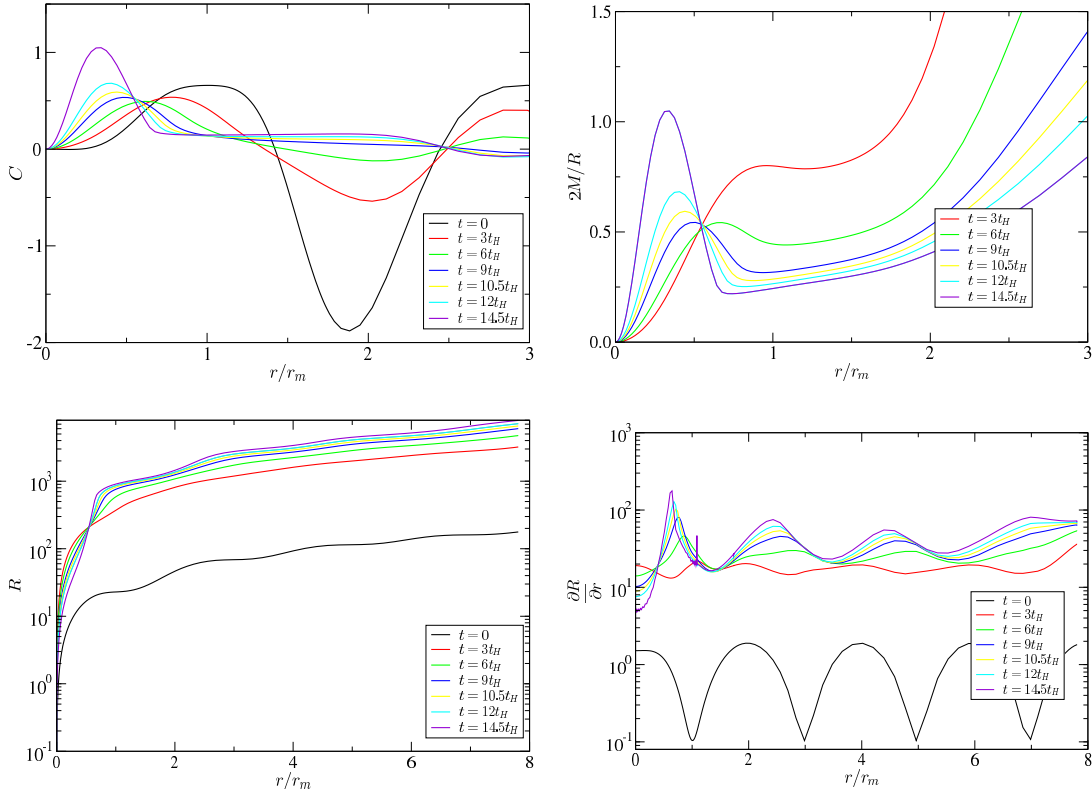 1
0
-1
-2
C
0
1
2
3
r/r_m
t = 0
t = 3t_H
t = 6t_H
t = 9t_H
t = 10.5t_H
t = 12t_H
t = 14.5t_H
1.5
1.0
0.5
0.0
2M/R
0
1
2
3
r/r_m
t = 3t_H
t = 6t_H
t = 9t_H
t = 10.5t_H
t = 12t_H
t = 14.5t_H
10^3
10^2
10^1
10^0
10^-1
R
0
2
4
6
8
r/r_m
t = 0
t = 3t_H
t = 6t_H
t = 9t_H
t = 10.5t_H
t = 12t_H
t = 14.5t_H
10^3
10^2
10^1
10^0
10^-1
∂R
∂r
0
2
4
6
8
r/r_m
t = 0
t = 3t_H
t = 6t_H
t = 9t_H
t = 10.5t_H
t = 12t_H
t = 14.5t_H